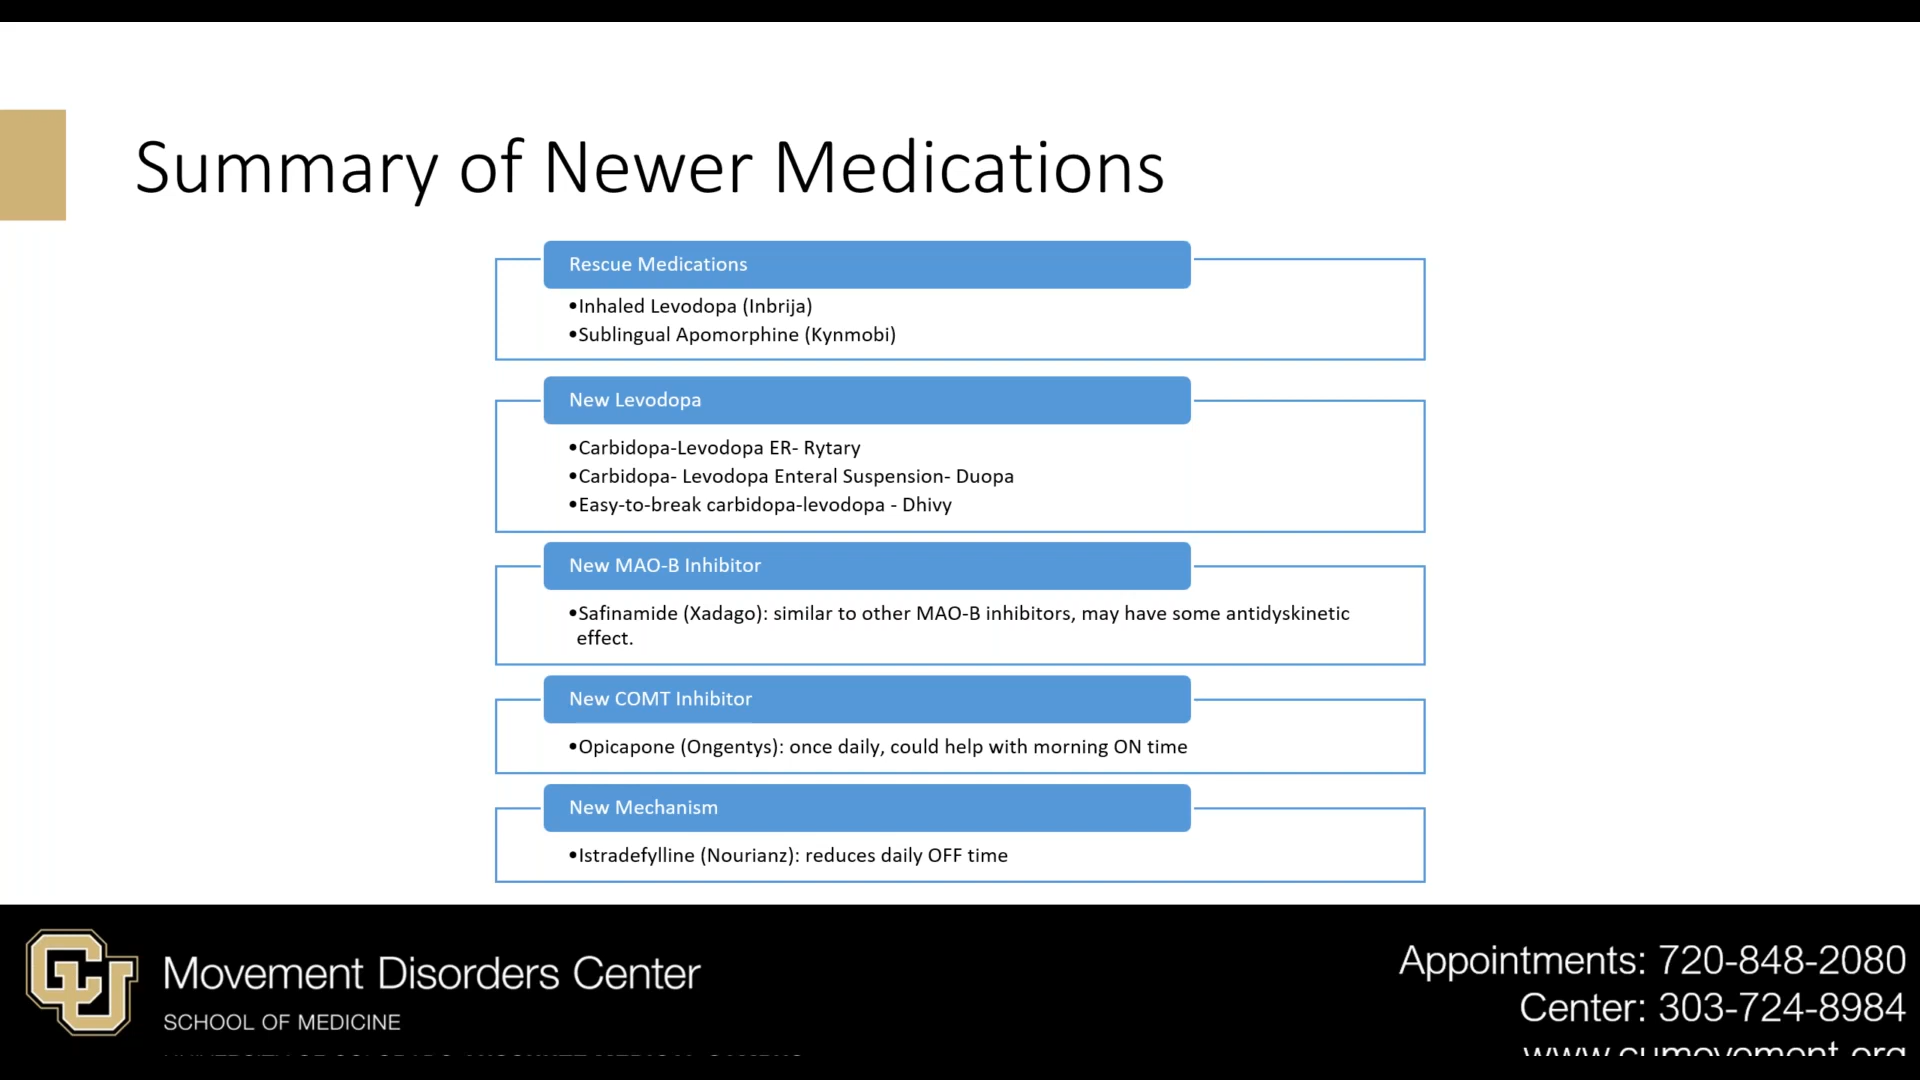 Summary of Newer Medications
Rescue Medications
•Inhaled Levodopa (Inbrija)
•Sublingual Apomorphine (Kynmobi)
New Levodopa
•Carbidopa-Levodopa ER- Rytary
•Carbidopa- Levodopa Enteral Suspension- Duopa
•Easy-to-break carbidopa-levodopa - Dhivy
New MAO-B Inhibitor
•Safinamide (Xadago): similar to other MAO-B inhibitors, may have some antidyskinetic
effect.
New COMT Inhibitor
•Opicapone (Ongentys): once daily, could help with morning ON time
New Mechanism
•Istradefylline (Nourianz): reduces daily OFF time
CU
Movement Disorders Center
SCHOOL OF MEDICINE
Appointments: 720-848-2080
Center: 303-724-8984
www.cumovement.org